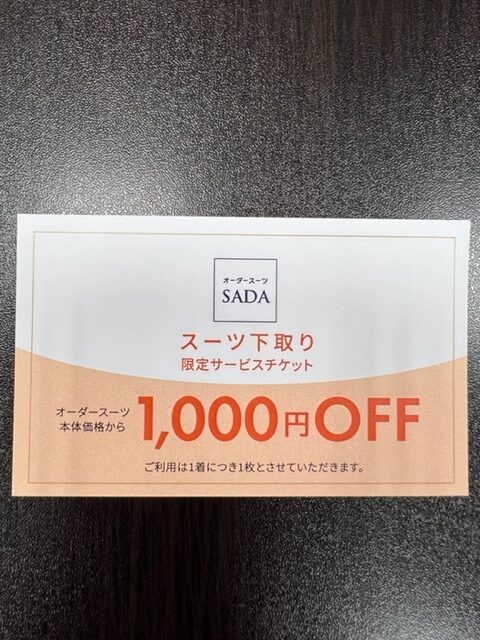 オーダースーツ
SADA
スーツ下取り
限定サービスチケット
オーダースーツ
本体価格から
1,000円OFF
ご利用は1着につき1枚とさせていただきます。